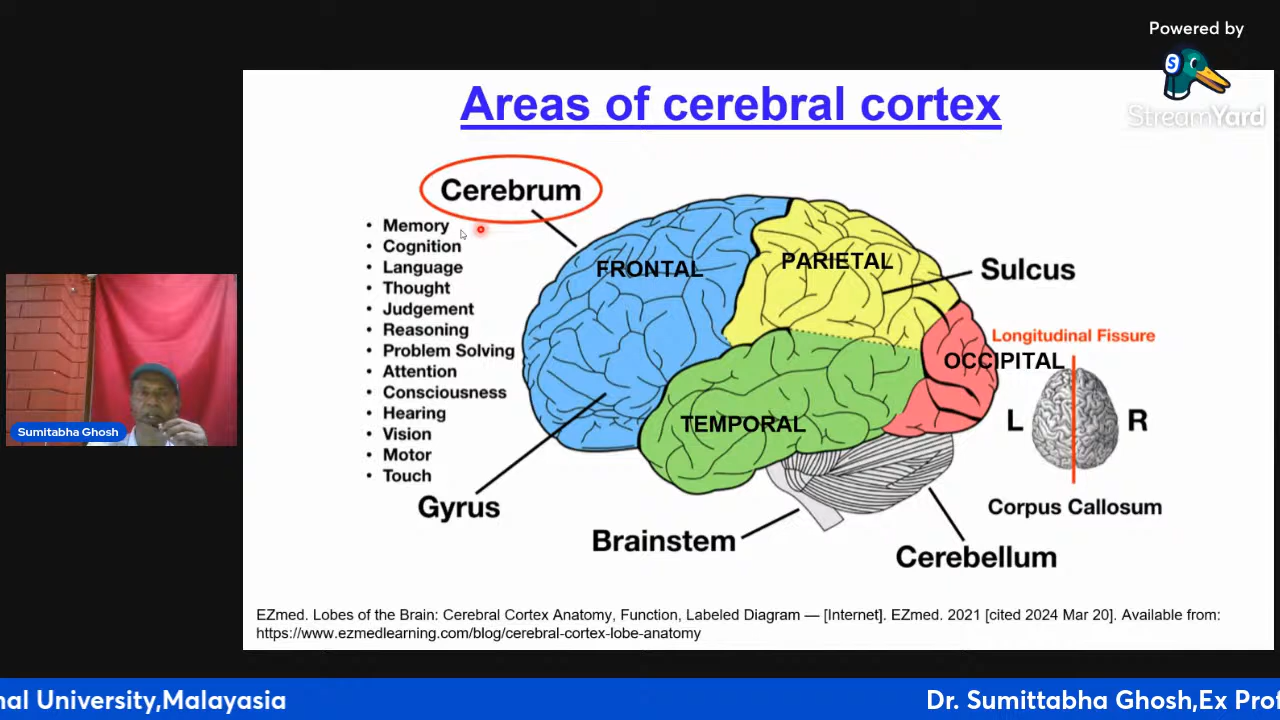 Powered by
S
StreamYard
Areas of cerebral cortex
Cerebrum
• Memory
• Cognition
• Language
• Thought
• Judgement
• Reasoning
• Problem Solving
• Attention
• Consciousness
• Hearing
• Vision
• Motor
• Touch
FRONTAL
PARIETAL
Sulcus
Longitudinal Fissure
OCCIPITAL
TEMPORAL
L
R
Gyrus
Corpus Callosum
Brainstem
Cerebellum
Sumitabha Ghosh
EZmed. Lobes of the Brain: Cerebral Cortex Anatomy, Function, Labeled Diagram — [Internet]. EZmed. 2021 [cited 2024 Mar 20]. Available from:
https://www.ezmedlearning.com/blog/cerebral-cortex-lobe-anatomy
nal University,Malayasia
Dr. Sumittabha Ghosh,Ex Prof